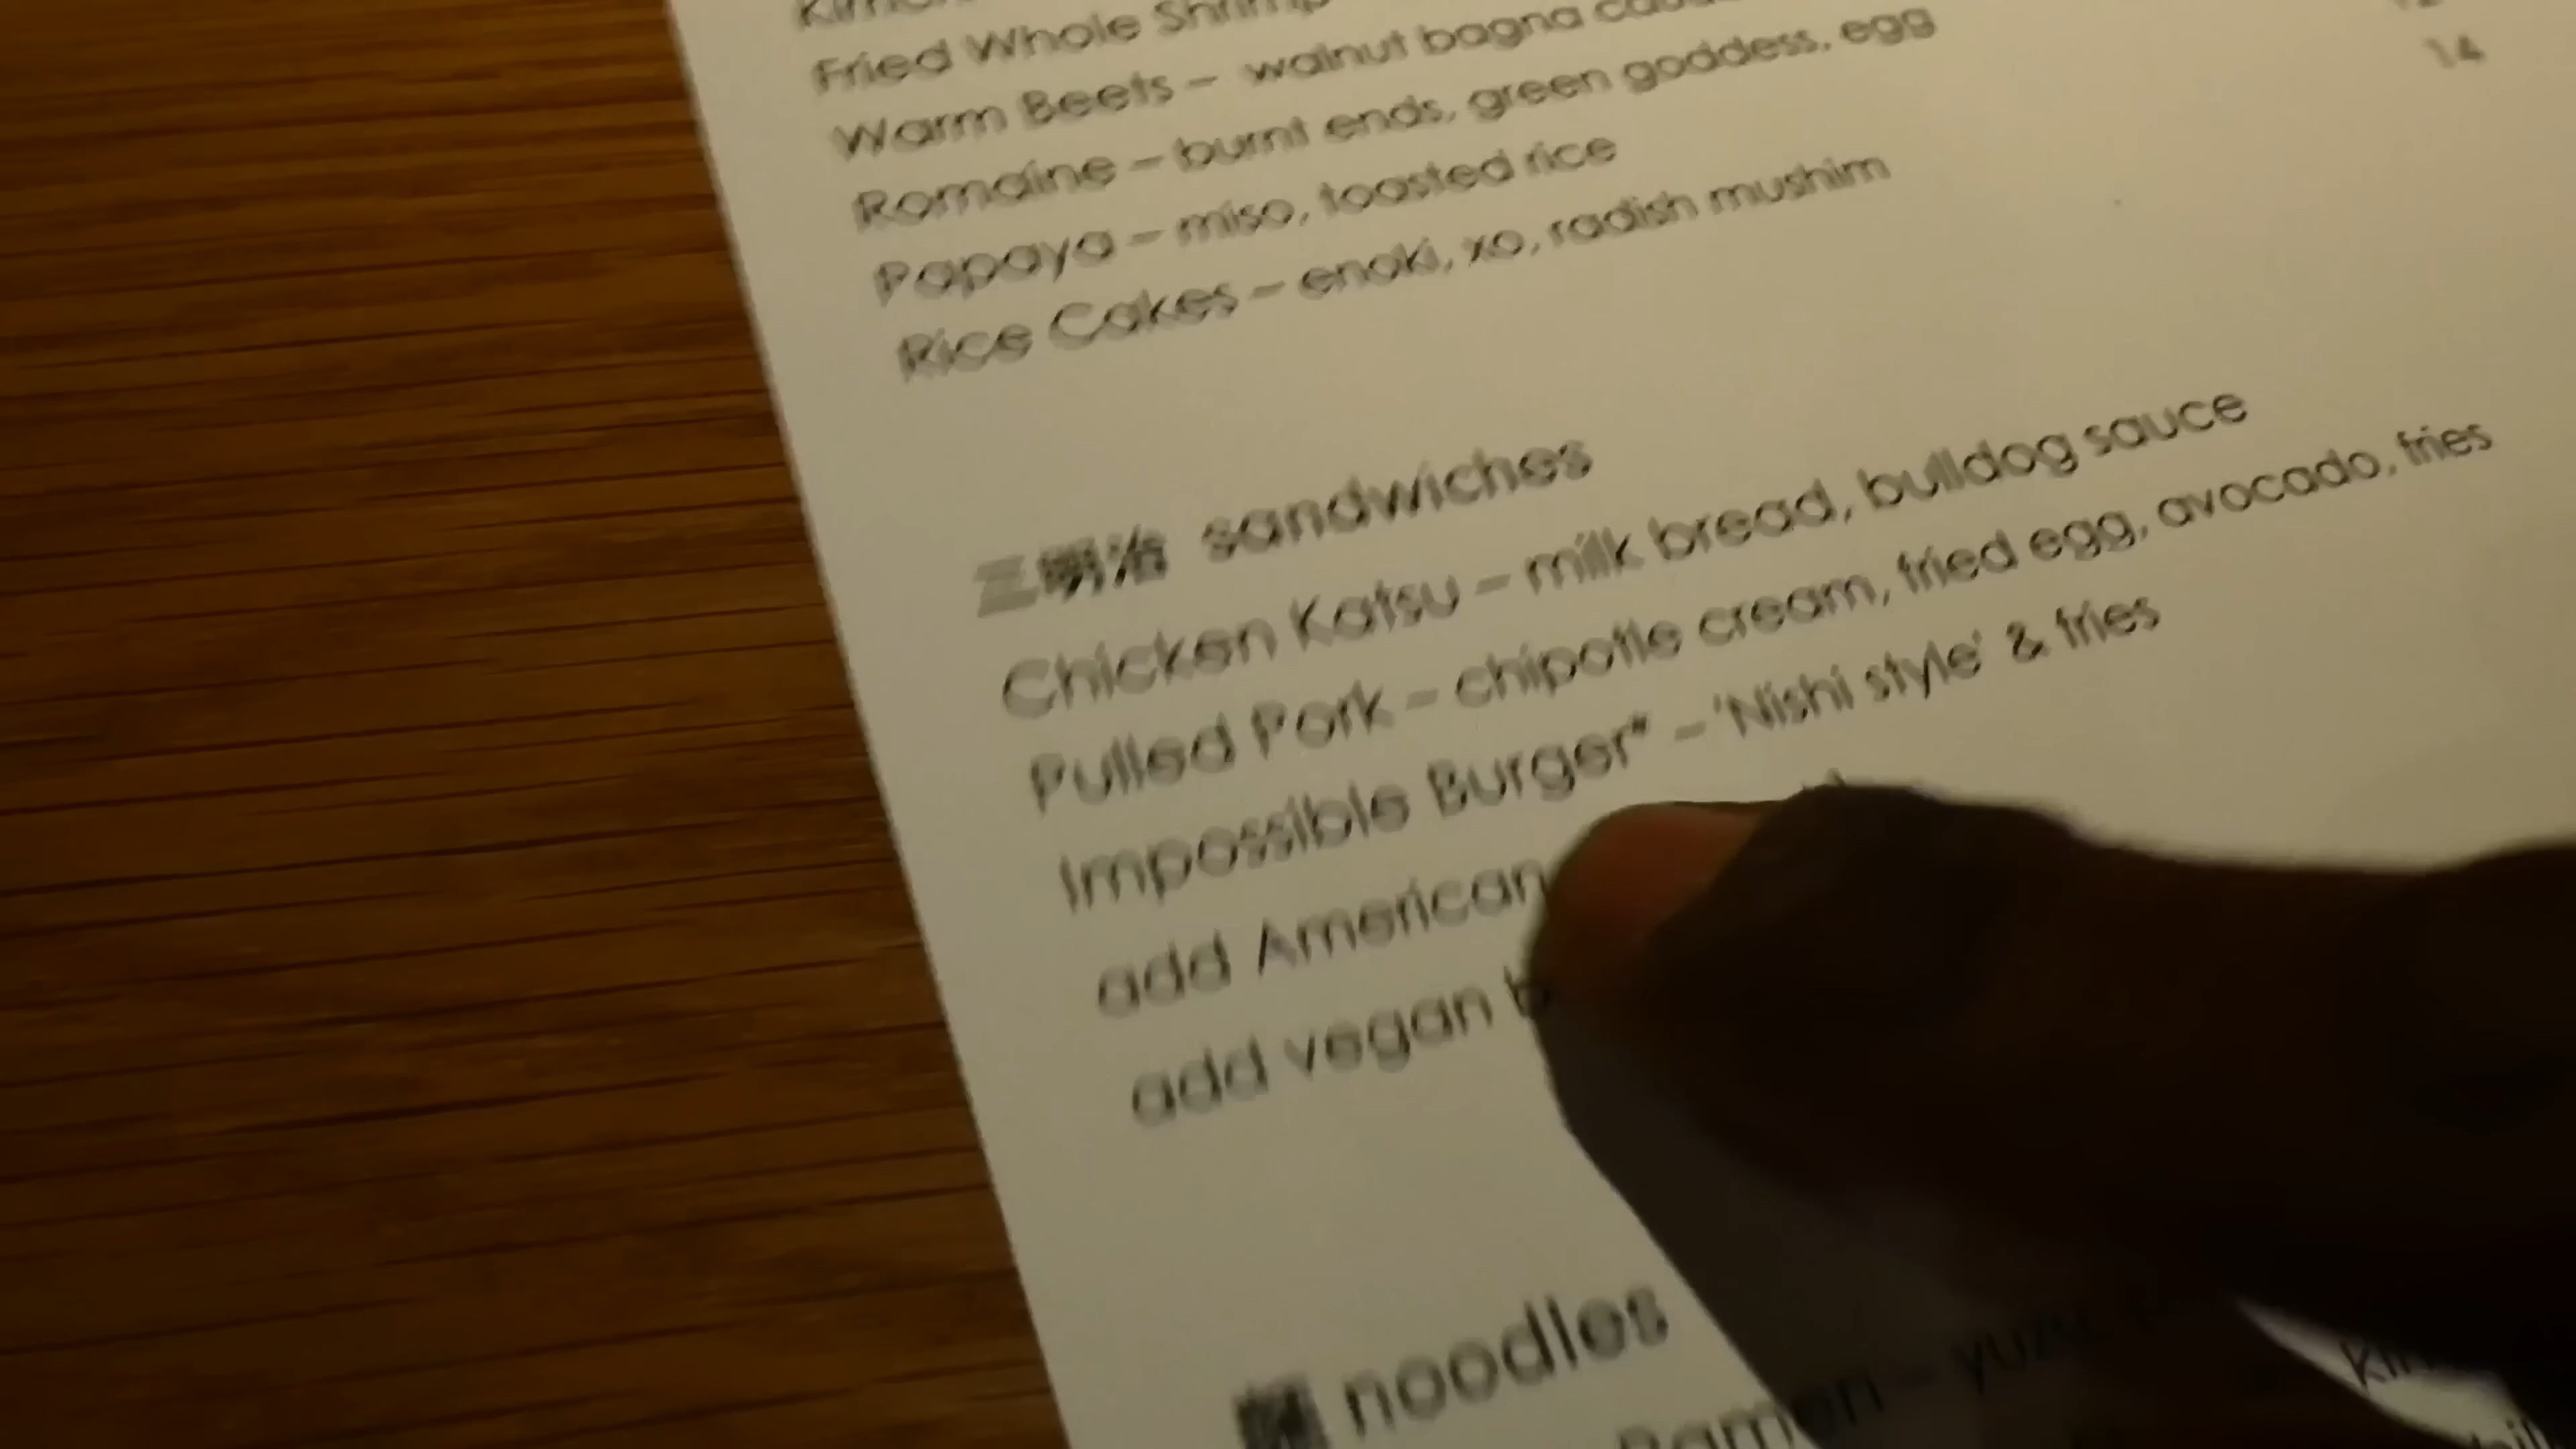 Fried Whole Shrimp
Warm Beets – walnut bagna
14
Romaine – burnt ends, green goddess, egg
Papaya – miso, toasted rice
Rice Cakes – enoki, xo, radish mushim
三明治 sandwiches
Chicken Katsu – milk bread, bulldog sauce
Pulled Pork – chipotle cream, fried egg, avocado, fries
Impossible Burger* – 'Nishi style' & fries
add American
add vegan
noodles
Ramen – yuzu